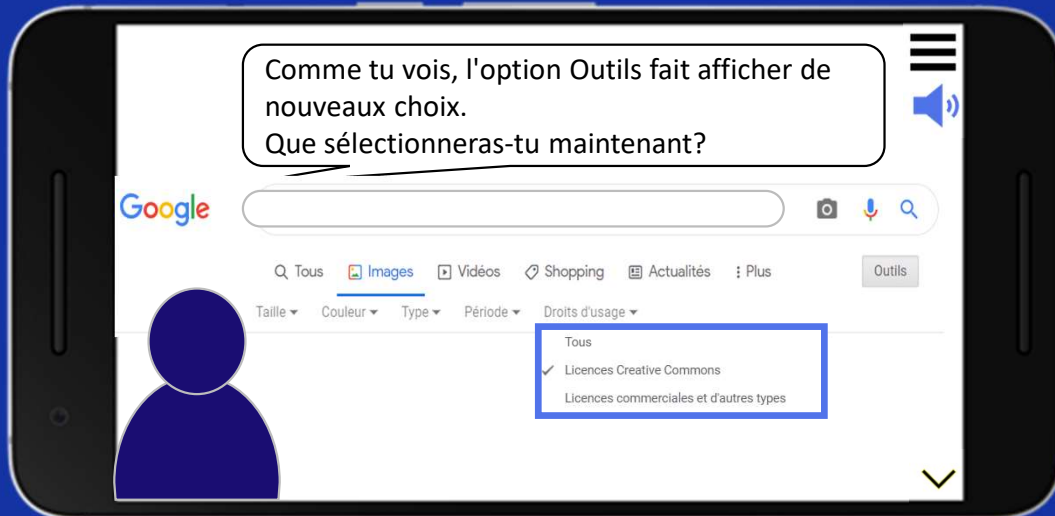 Comme tu vois, l'option Outils fait afficher de
nouveaux choix.
Que sélectionneras-tu maintenant?
Google
Tous Images Vidéos Shopping Actualités Plus Outils
Taille Couleur Type Période Droits d'usage
Tous
Licences Creative Commons
Licences commerciales et d'autres types